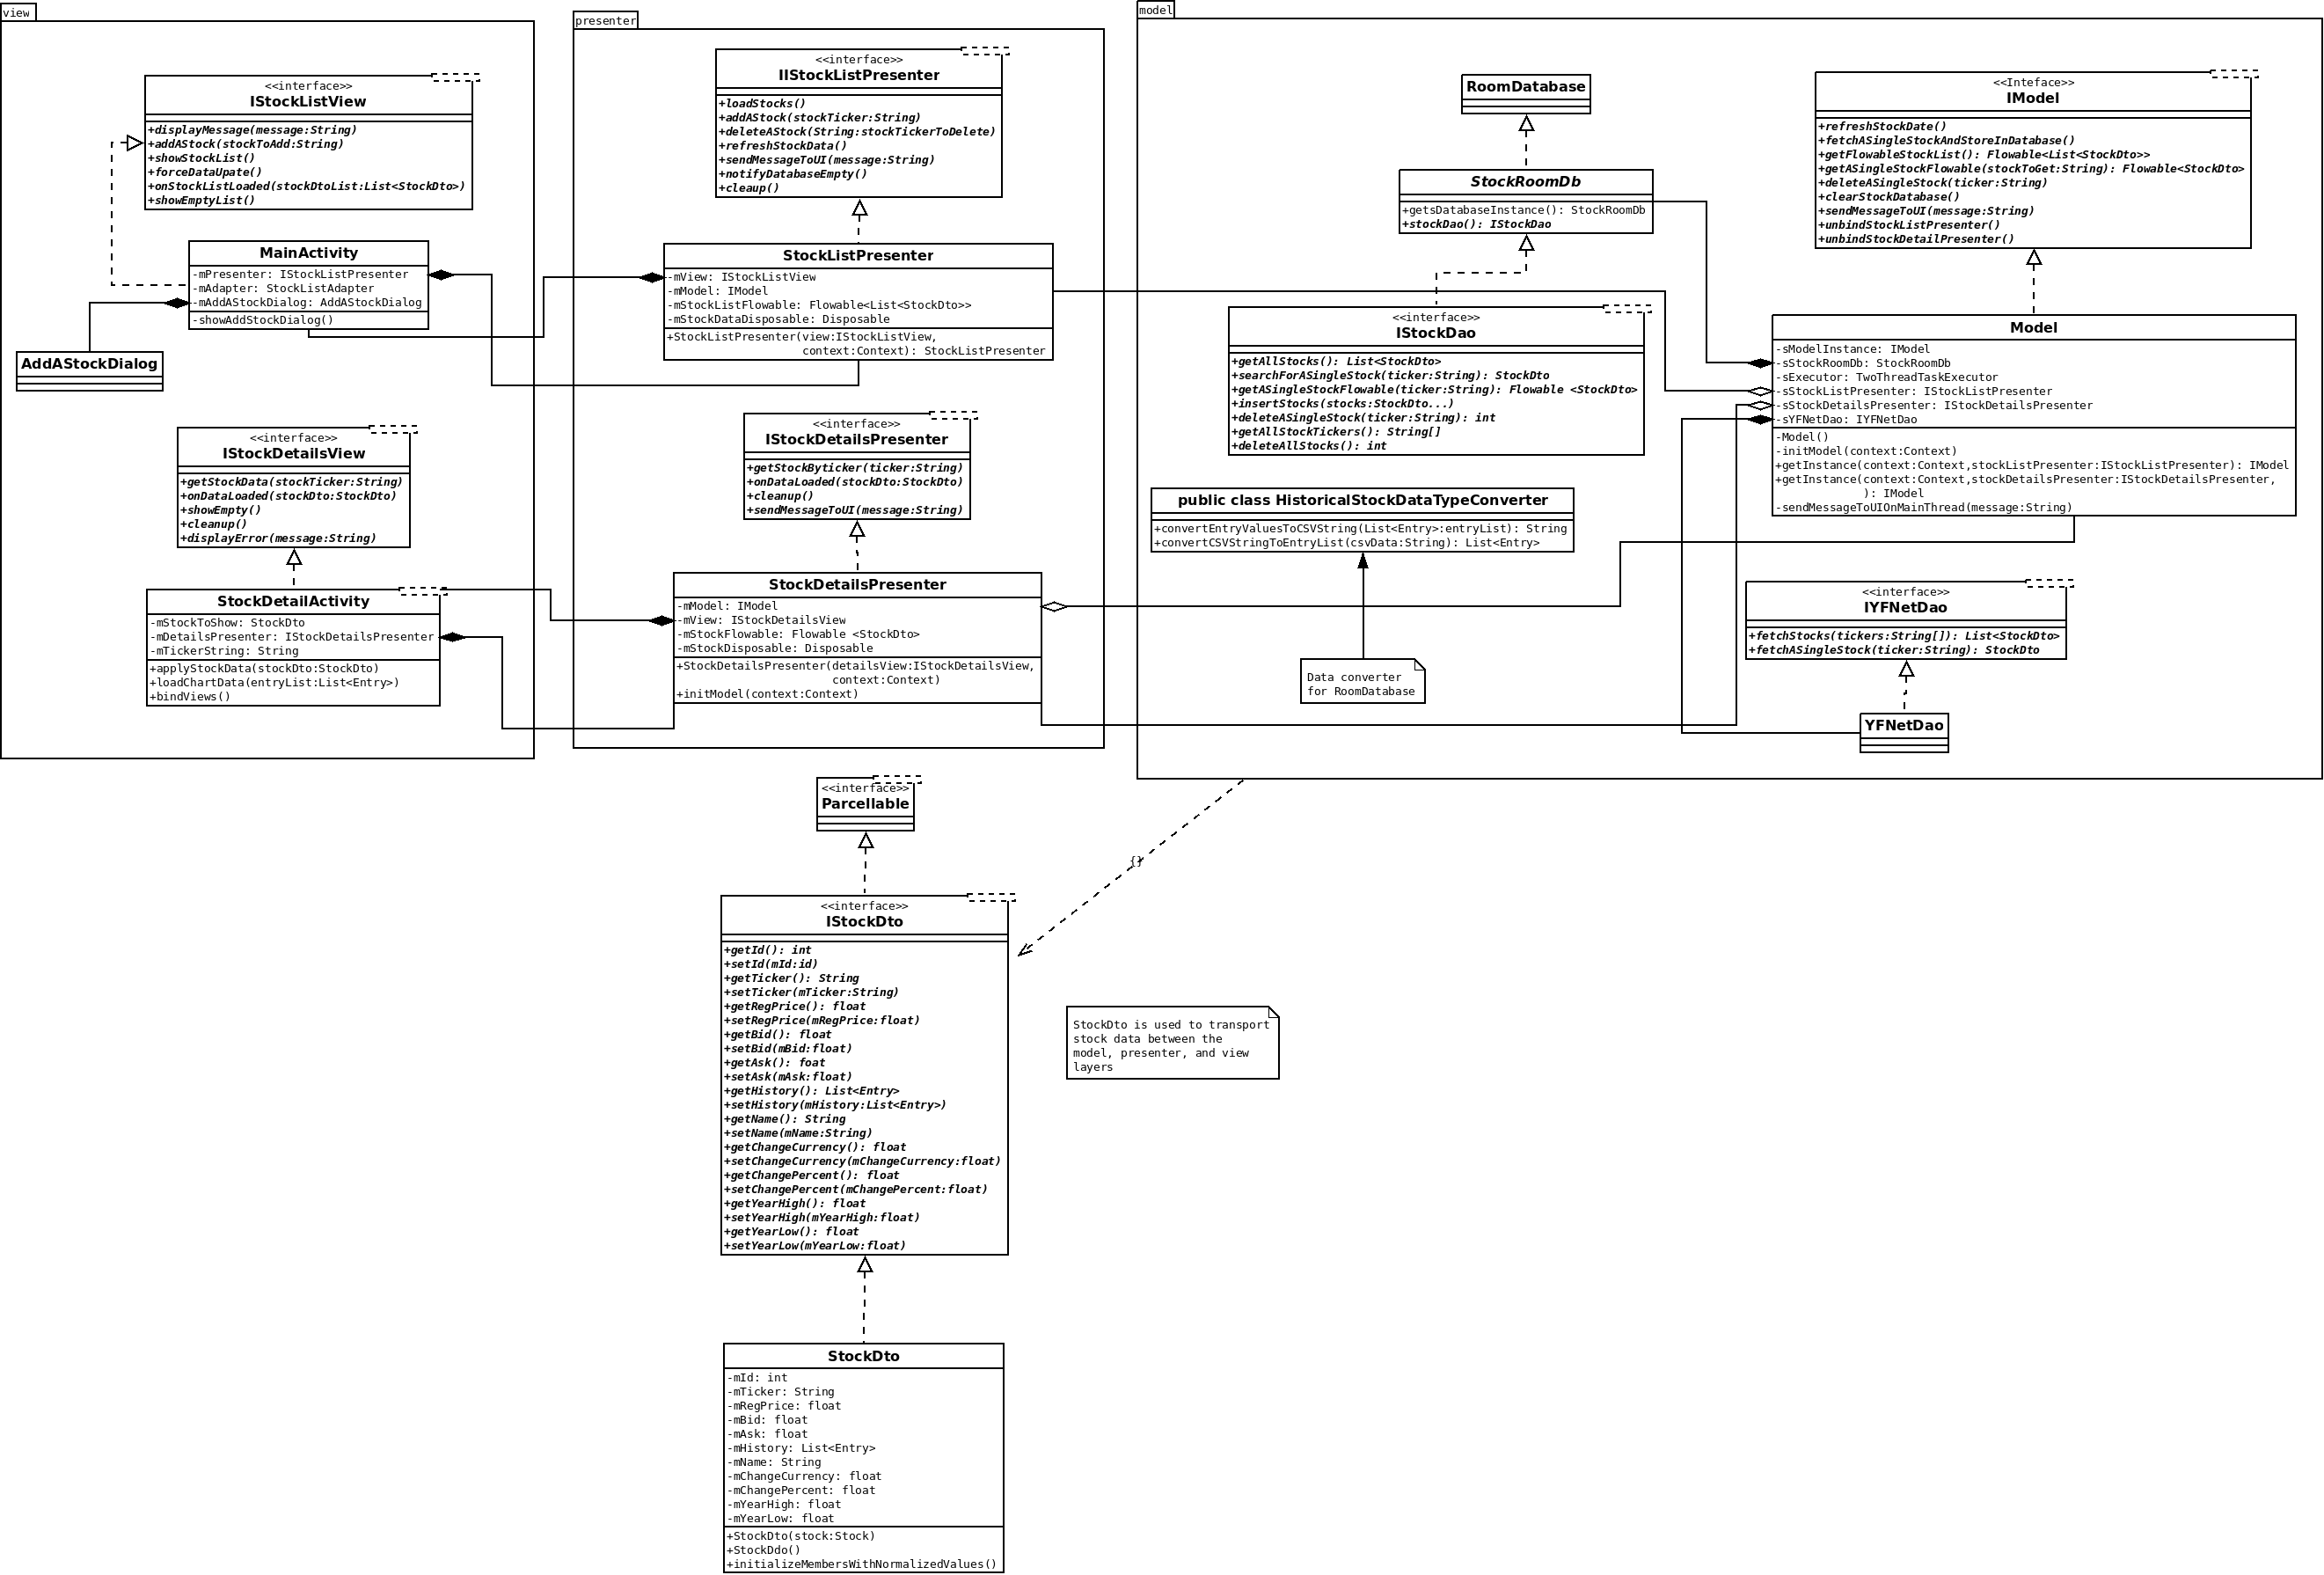 view
<<interface>>
IStockListView
+displayMessage(message:String)
+addAStock(stockToAdd:String)
+showStockList()
+forceDataUpate()
+onStockListLoaded(stockDtoList:List<StockDto>)
+showEmptyList()
MainActivity
-mPresenter: IStockListPresenter
-mAdapter: StockListAdapter
-mAddAStockDialog: AddAStockDialog
-showAddStockDialog()
AddAStockDialog
<<interface>>
IStockDetailsView
+getStockData(stockTicker:String)
+onDataLoaded(stockDto:StockDto)
+showEmpty()
+cleanup()
+displayError(message:String)
StockDetailActivity
-mStockToShow: StockDto
-mDetailsPresenter: IStockDetailsPresenter
-mTickerString: String
+applyStockData(stockDto:StockDto)
+loadChartData(entryList:List<Entry>)
+bindViews()
presenter
<<interface>>
IIStockListPresenter
+loadStocks()
+addAStock(stockTicker:String)
+deleteAStock(String:stockTickerToDelete)
+refreshStockData()
+sendMessageToUI(message:String)
+notifyDatabaseEmpty()
+cleaup()
StockListPresenter
-mView: IStockListView
-mModel: IModel
-mStockListFlowable: Flowable<List<StockDto>>
-mStockDataDisposable: Disposable
+StockListPresenter(view:IStockListView,
context:Context): StockListPresenter
<<interface>>
IStockDetailsPresenter
+getStockByticker(ticker:String)
+onDataLoaded(stockDto:StockDto)
+cleanup()
+sendMessageToUI(message:String)
StockDetailsPresenter
-mModel: IModel
-mView: IStockDetailsView
-mStockFlowable: Flowable <StockDto>
-mStockDisposable: Disposable
+StockDetailsPresenter(detailsView:IStockDetailsView,
context:Context)
+initModel(context:Context)
model
RoomDatabase
StockRoomDb
+getsDatabaseInstance(): StockRoomDb
+stockDao(): IStockDao
<<interface>>
IStockDao
+getAllStocks(): List<StockDto>
+searchForASingleStock(ticker:String): StockDto
+getASingleStockFlowable(ticker:String): Flowable <StockDto>
+insertStocks(stocks:StockDto...)
+deleteASingleStock(ticker:String): int
+getAllStockTickers(): String[]
+deleteAllStocks(): int
public class HistoricalStockDataTypeConverter
+convertEntryValuesToCSVString(List<Entry>:entryList): String
+convertCSVStringToEntryList(csvData:String): List<Entry>
Data converter
for RoomDatabase
<<Inteface>>
IModel
+refreshStockDate()
+fetchASingleStockAndStoreInDatabase()
+getFlowableStockList(): Flowable<List<StockDto>>
+getASingleStockFlowable(stockToGet:String): Flowable<StockDto>
+deleteASingleStock(ticker:String)
+clearStockDatabase()
+sendMessageToUI(message:String)
+unbindStockListPresenter()
+unbindStockDetailPresenter()
Model
-sModelInstance: IModel
-sStockRoomDb: StockRoomDb
-sExecutor: TwoThreadTaskExecutor
-sStockListPresenter: IStockListPresenter
-sStockDetailsPresenter: IStockDetailsPresenter
-sYFNetDao: IYFNetDao
-Model()
-initModel(context:Context)
+getInstance(context:Context,stockListPresenter:IStockListPresenter): IModel
+getInstance(context:Context,stockDetailsPresenter:IStockDetailsPresenter,
): IModel
-sendMessageToUIOnMainThread(message:String)
<<interface>>
IYFNetDao
+fetchStocks(tickers:String[]): List<StockDto>
+fetchASingleStock(ticker:String): StockDto
YFNetDao
<<interface>>
Parcellable
{}
<<interface>>
IStockDto
+getId(): int
+setId(mId:id)
+getTicker(): String
+setTicker(mTicker:String)
+getRegPrice(): float
+setRegPrice(mRegPrice:float)
+getBid(): float
+setBid(mBid:float)
+getAsk(): foat
+setAsk(mAsk:float)
+getHistory(): List<Entry>
+setHistory(mHistory:List<Entry>)
+getName(): String
+setName(mName:String)
+getChangeCurrency(): float
+setChangeCurrency(mChangeCurrency:float)
+getChangePercent(): float
+setChangePercent(mChangePercent:float)
+getYearHigh(): float
+setYearHigh(mYearHigh:float)
+getYearLow(): float
+setYearLow(mYearLow:float)
StockDto is used to transport
stock data between the
model, presenter, and view
layers
StockDto
-mId: int
-mTicker: String
-mRegPrice: float
-mBid: float
-mAsk: float
-mHistory: List<Entry>
-mName: String
-mChangeCurrency: float
-mChangePercent: float
-mYearHigh: float
-mYearLow: float
+StockDto(stock:Stock)
+StockDdo()
+initializeMembersWithNormalizedValues()